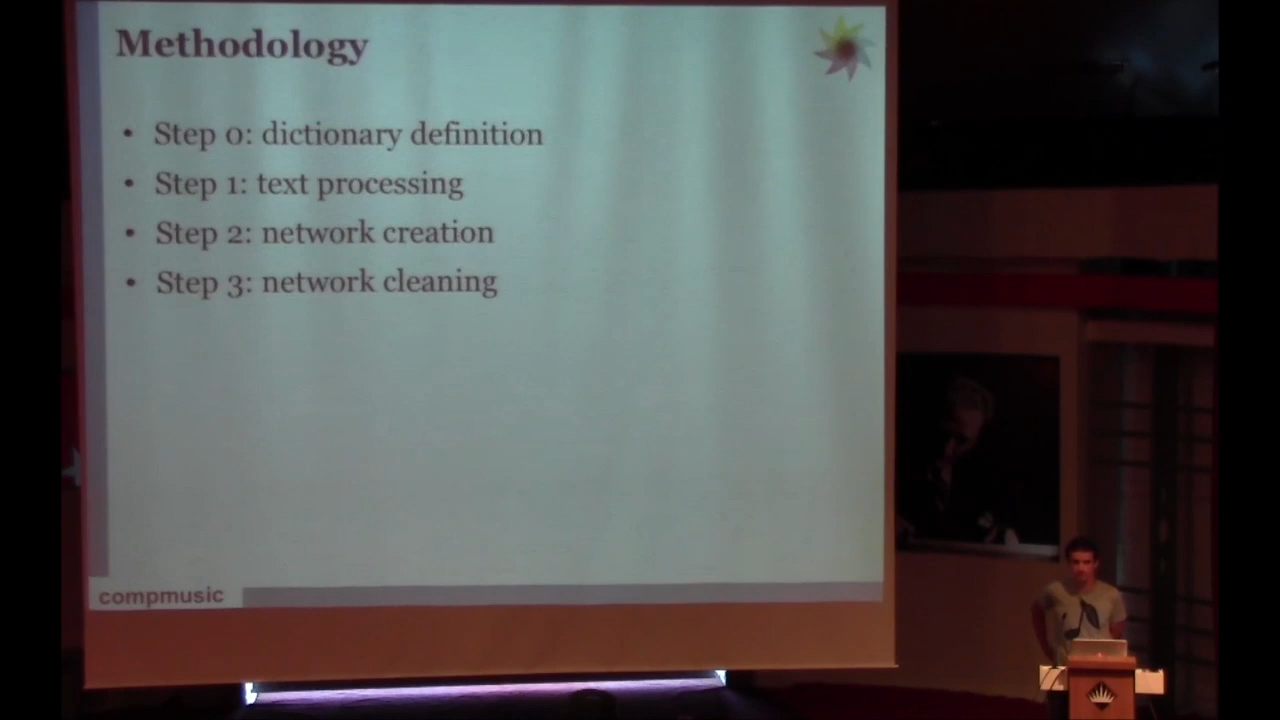 Methodology
• Step 0: dictionary definition
• Step 1: text processing
• Step 2: network creation
• Step 3: network cleaning
compmusic